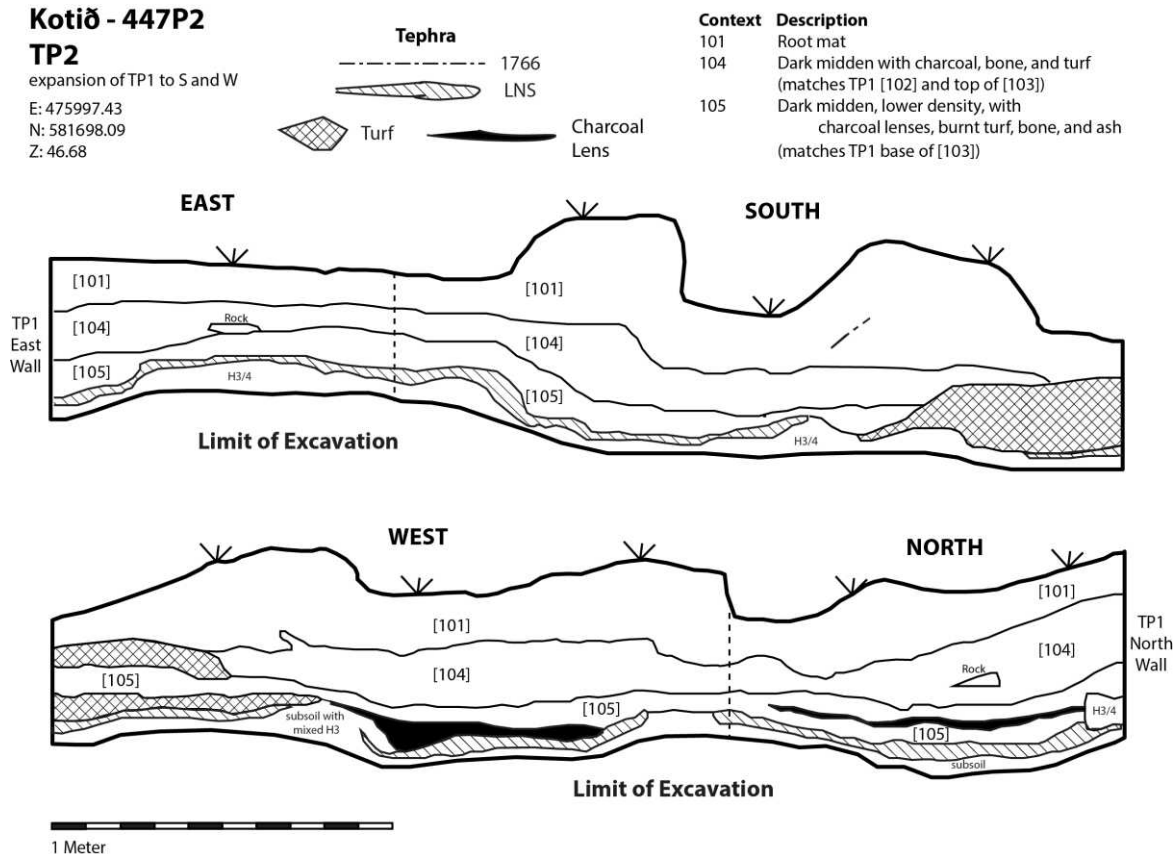 Kotið - 447P2
TP2
expansion of TP1 to S and W
E: 475997.43
N: 581698.09
Z: 46.68
Tephra
1766
LNS
Turf
Charcoal
Lens
Context Description
101 Root mat
104 Dark midden with charcoal, bone, and turf
(matches TP1 [102] and top of [103])
105 Dark midden, lower density, with
charcoal lenses, burnt turf, bone, and ash
(matches TP1 base of [103])
EAST
SOUTH
TP1
East
Wall
[101]
[104]
[105]
Rock
H3/4
[101]
[104]
[105]
H3/4
Limit of Excavation
WEST
NORTH
[105]
subsoil with
mixed H3
[101]
[104]
[105]
[101]
[104]
Rock
H3/4
[105]
subsoil
TP1
North
Wall
Limit of Excavation
1 Meter